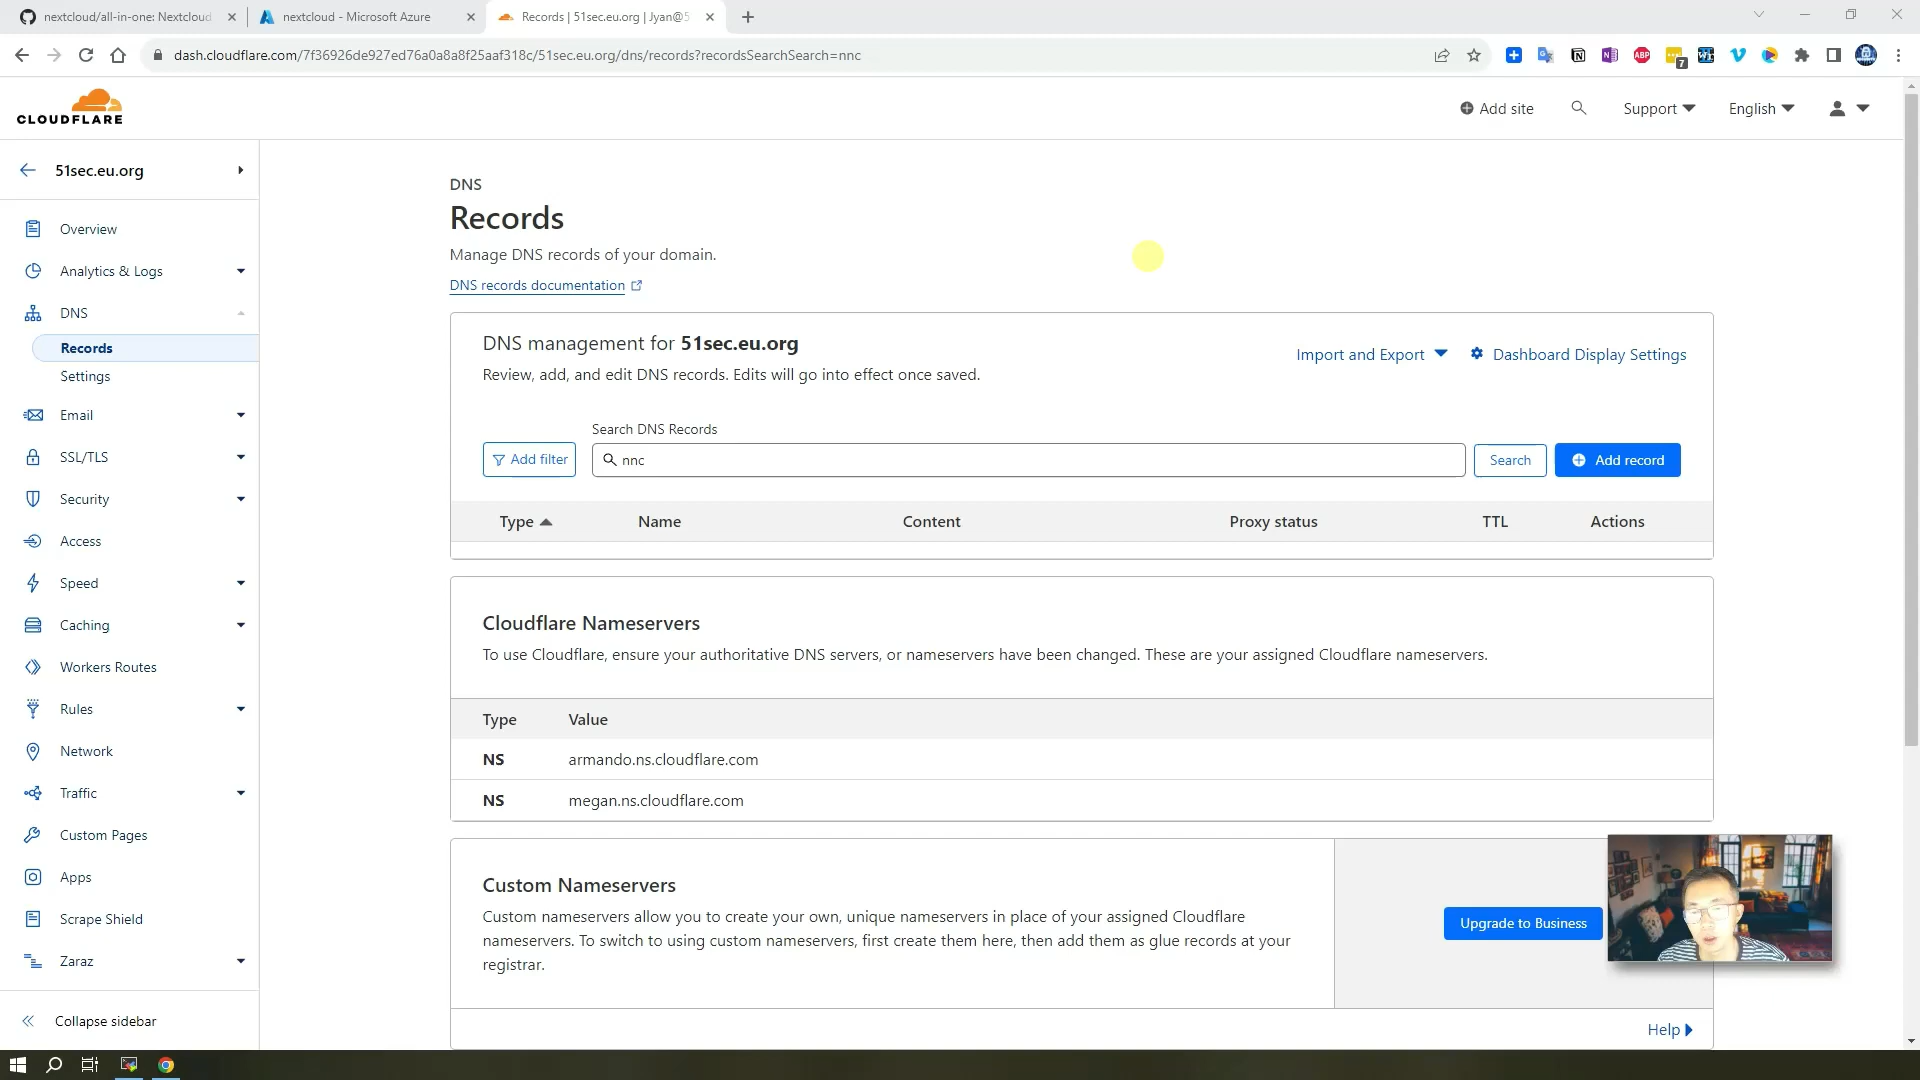 nextcloud/all-in-one: Nextcloud
nextcloud - Microsoft Azure
Records | 51sec.eu.org | Jyan@5
dash.cloudflare.com/7f36926de927ed76a0a8a8f25aaf318c/51sec.eu.org/dns/records?recordsSearchSearch=nnc
ABP
7
CLOUDFLARE
Add site
Support
English
51sec.eu.org
Overview
Analytics & Logs
DNS
Records
Settings
Email
SSL/TLS
Security
Access
Speed
Caching
Workers Routes
Rules
Network
Traffic
Custom Pages
Apps
Scrape Shield
Zaraz
Collapse sidebar
DNS
Records
Manage DNS records of your domain.
DNS records documentation
DNS management for 51sec.eu.org
Review, add, and edit DNS records. Edits will go into effect once saved.
Import and Export
Dashboard Display Settings
Search DNS Records
Add filter
nnc
Search
Add record
Type Name Content Proxy status TTL Actions
Cloudflare Nameservers
To use Cloudflare, ensure your authoritative DNS servers, or nameservers have been changed. These are your assigned Cloudflare nameservers.
Type Value
NS armando.ns.cloudflare.com
NS megan.ns.cloudflare.com
Custom Nameservers
Custom nameservers allow you to create your own, unique nameservers in place of your assigned Cloudflare
nameservers. To switch to using custom nameservers, first create them here, then add them as glue records at your
registrar.
Upgrade to Business
Help